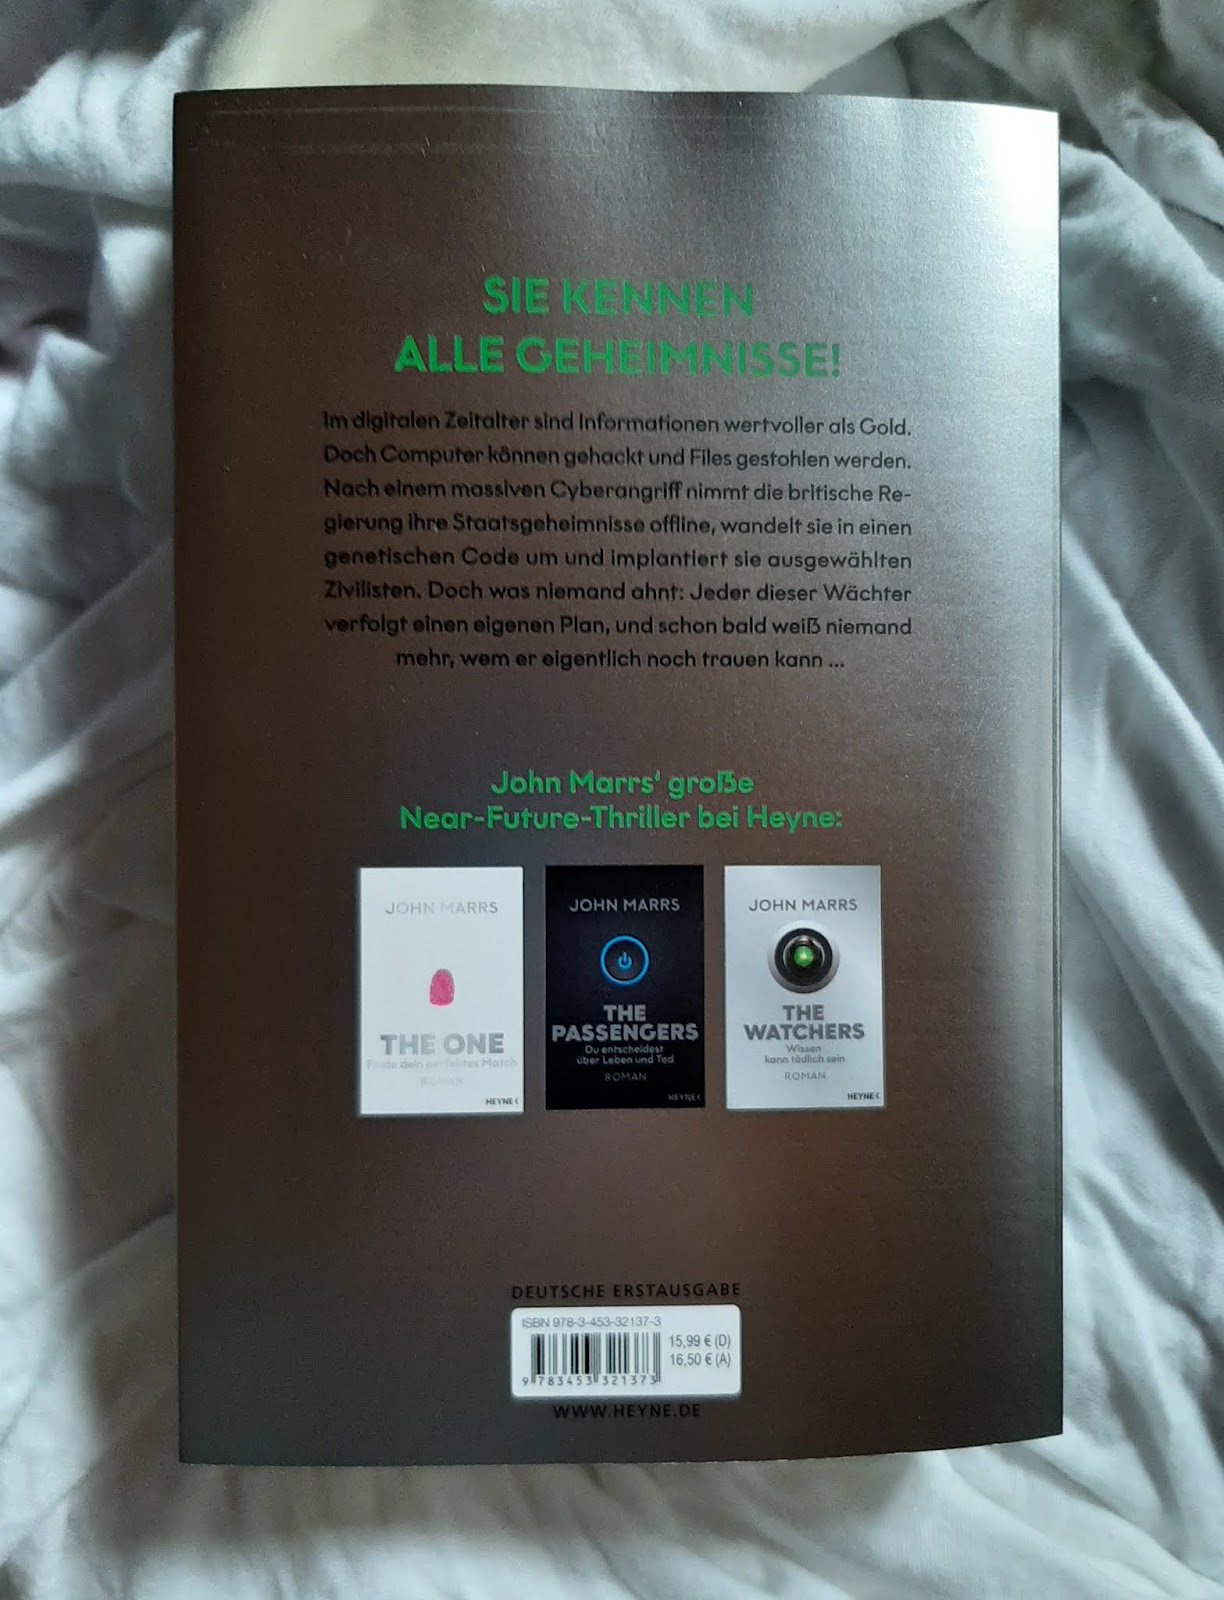 SIE KENNEN
ALLE GEHEIMNISSE!
Im digitalen Zeitalter sind Informationen wertvoller als Gold.
Doch Computer können gehackt und Files gestohlen werden.
Nach einem massiven Cyberangriff nimmt die britische Re-
gierung ihre Staatsgeheimnisse offline, wandelt sie in einen
genetischen Code um und implantiert sie ausgewählten
Zivilisten. Doch was niemand ahnt: Jeder dieser Wächter
verfolgt einen eigenen Plan, und schon bald weiß niemand
mehr, wem er eigentlich noch trauen kann ...
John Marrs' große
Near-Future-Thriller bei Heyne:
JOHN MARRS
THE ONE
Finde dein perfektes Match
ROMAN
HEYNE <
JOHN MARRS
THE
PASSENGERS
Du entscheidest
über Leben und Tod
ROMAN
HEYNE <
JOHN MARRS
THE
WATCHERS
Wissen
kann tödlich sein
ROMAN
HEYNE <
DEUTSCHE ERSTAUSGABE
ISBN 978-3-453-32137-3
15,99 € (D)
16,50 € (A)
9 783453 321373
WWW.HEYNE.DE